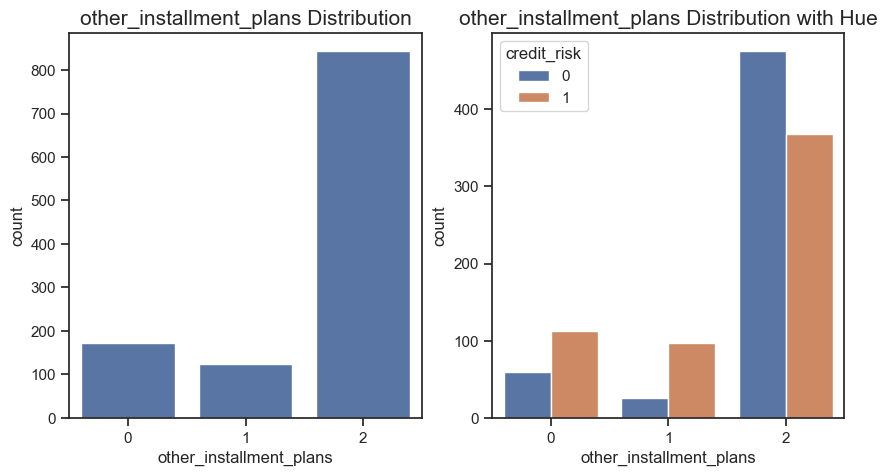 other_installment_plans Distribution
800
700
600
500
400
300
200
100
0
count
0 1 2
other_installment_plans
other_installment_plans Distribution with Hue
credit_risk
0
1
400
300
200
100
0
count
0 1 2
other_installment_plans